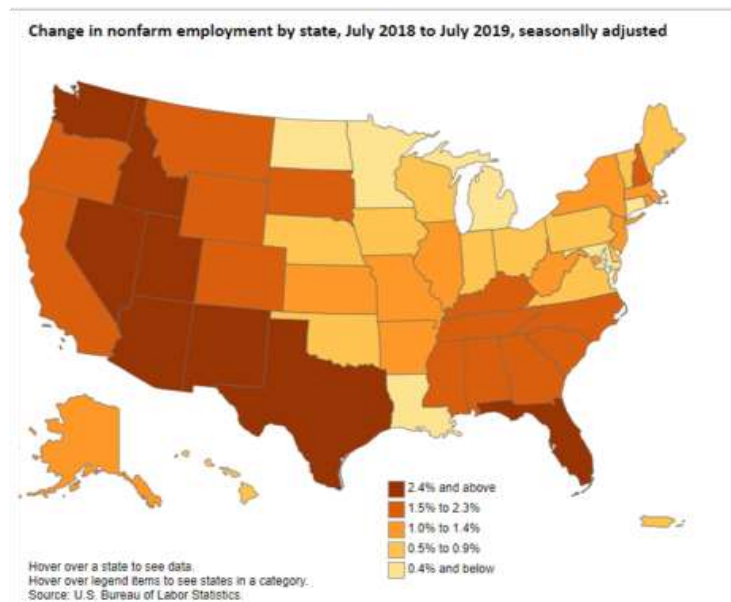 Change in nonfarm employment by state, July 2018 to July 2019, seasonally adjusted
2.4% and above
1.5% to 2.3%
1.0% to 1.4%
0.5% to 0.9%
0.4% and below
Hover over a state to see data.
Hover over legend items to see states in a category.
Source: U.S. Bureau of Labor Statistics.